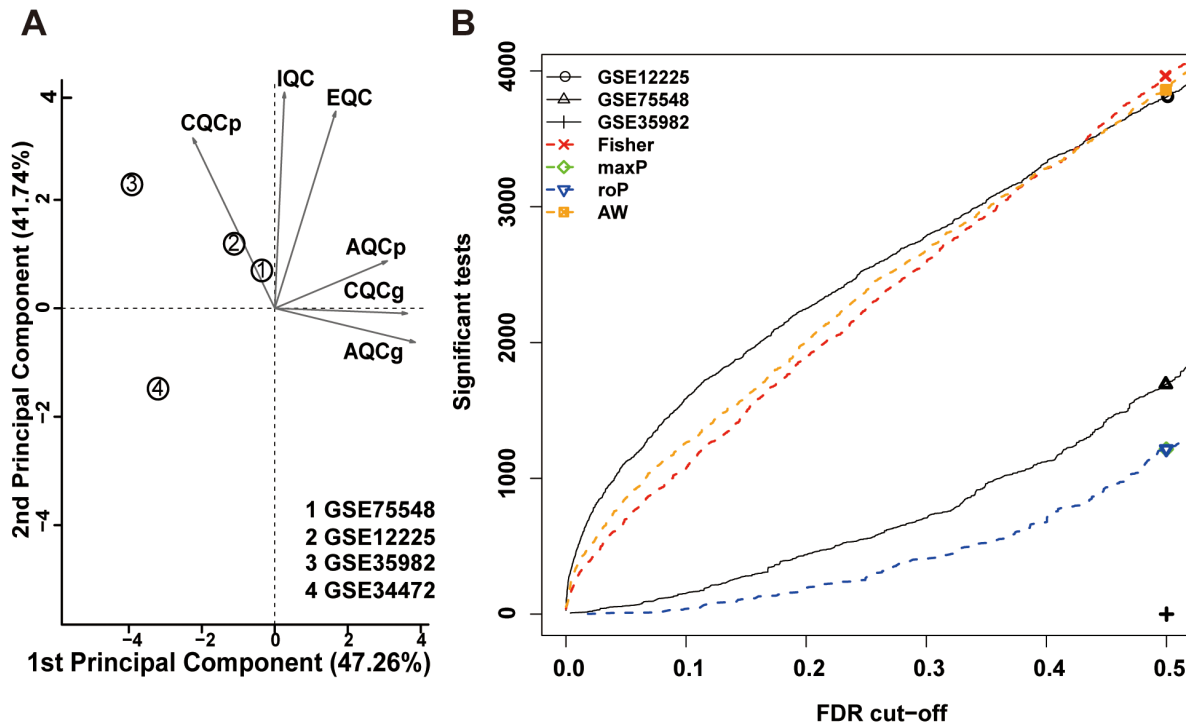 A
2nd Principal Component (41.74%)
4
2
0
−2
−4
IQC
EQC
CQCp
AQCp
CQCg
AQCg
3
2
1
4
1 GSE75548
2 GSE12225
3 GSE35982
4 GSE34472
−4
−2
0
2
4
1st Principal Component (47.26%)
B
Significant tests
4000
3000
2000
1000
0
GSE12225
GSE75548
GSE35982
Fisher
maxP
roP
AW
0.0
0.1
0.2
0.3
0.4
0.5
FDR cut−off